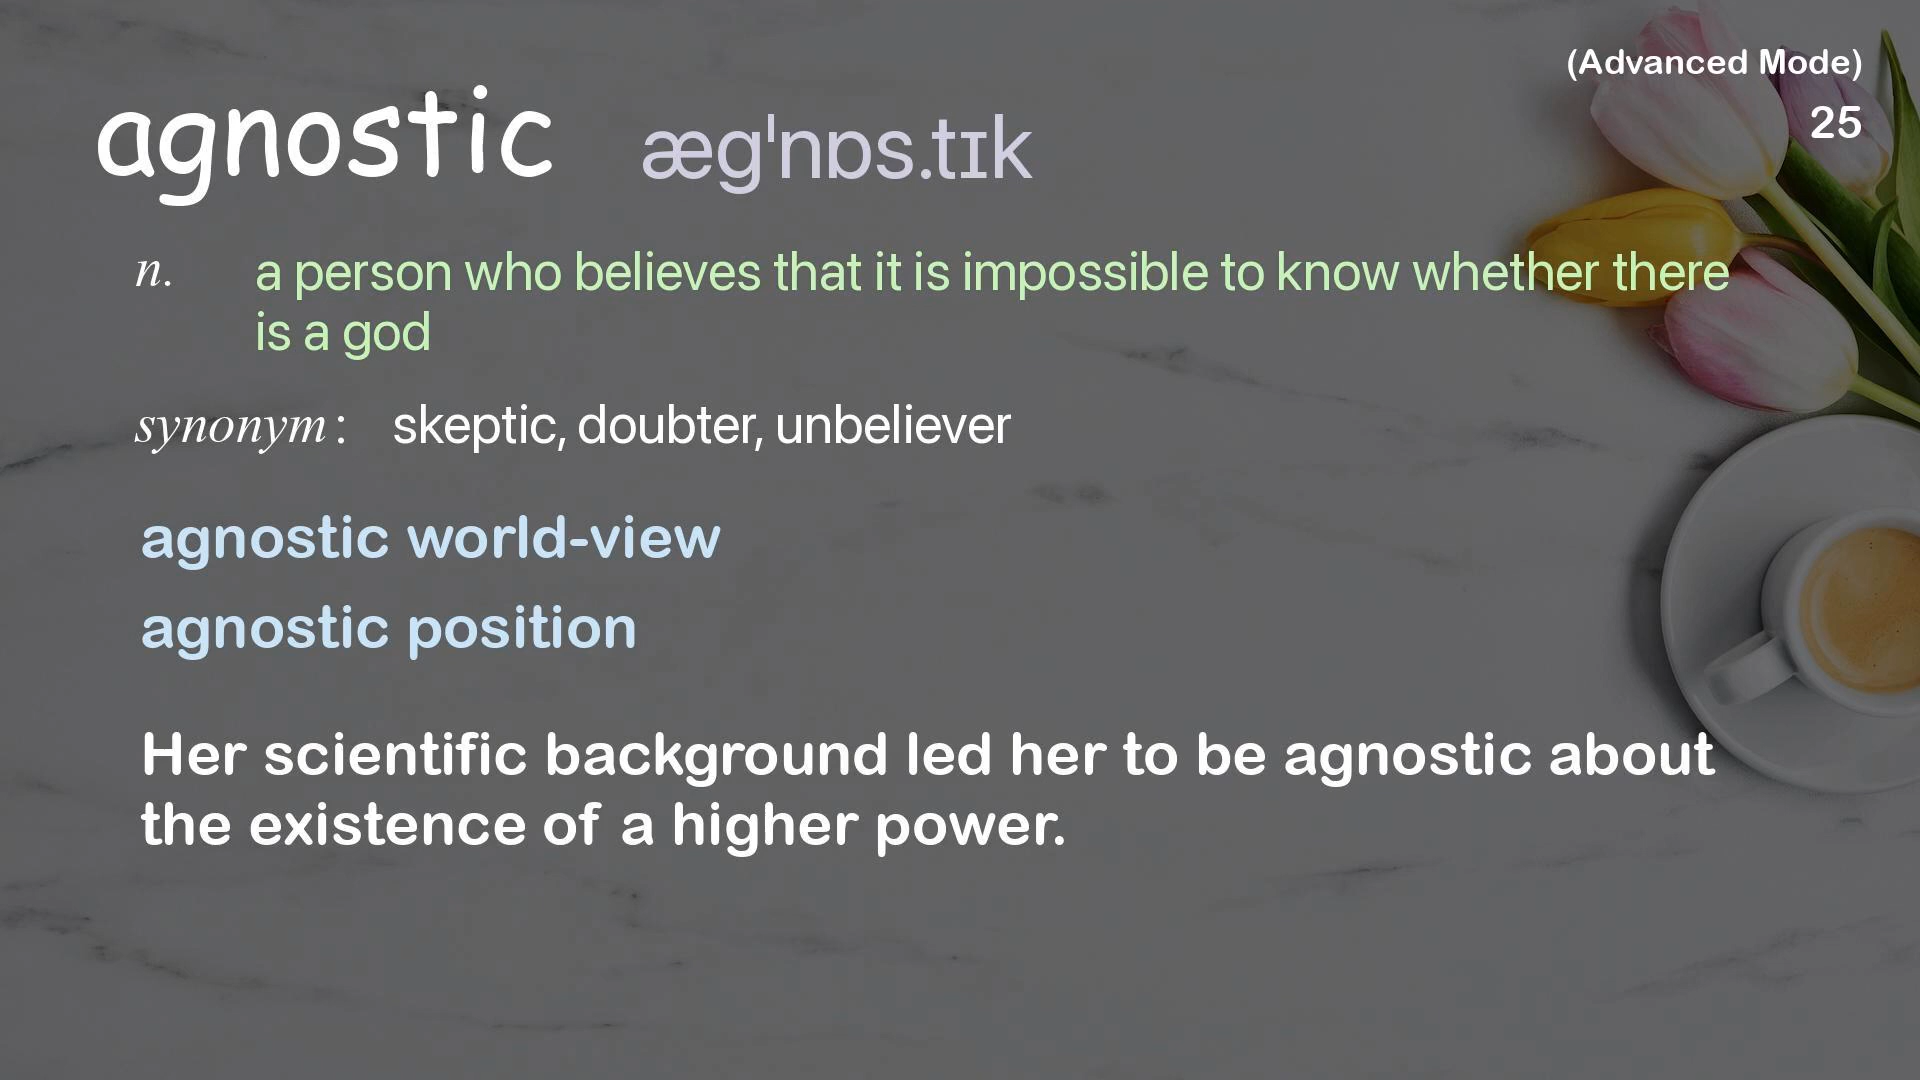 (Advanced Mode)
25
agnostic æɡˈnɒs.tɪk
n. a person who believes that it is impossible to know whether there
is a god
synonym: skeptic, doubter, unbeliever
agnostic world-view
agnostic position
Her scientific background led her to be agnostic about
the existence of a higher power.